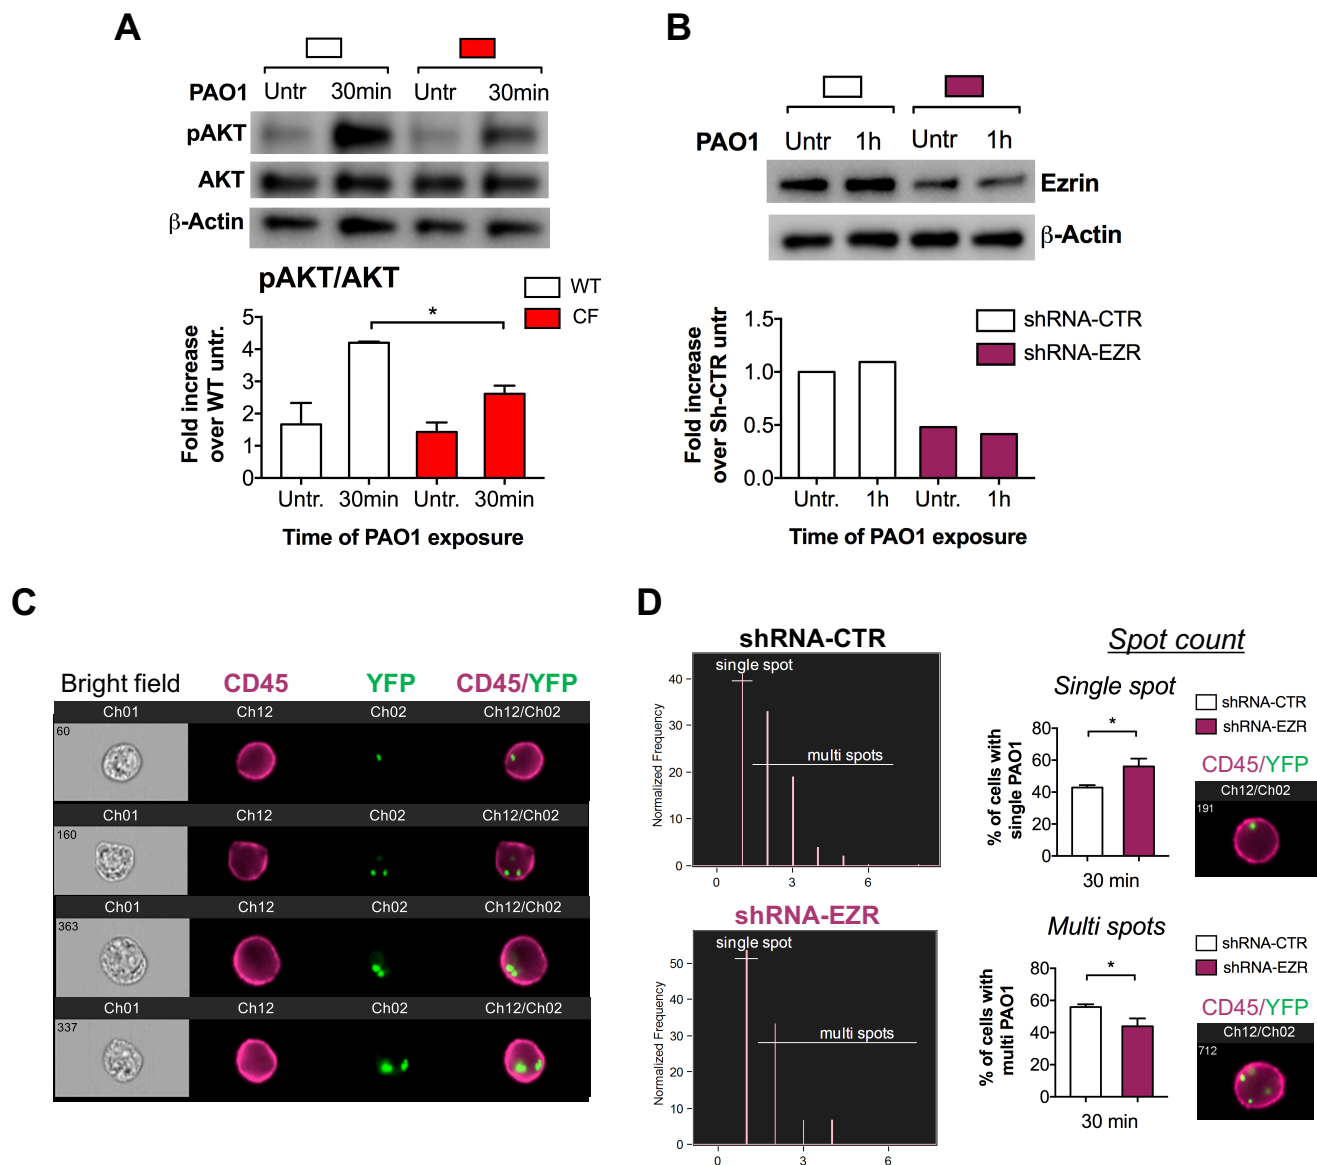 A
PAO1 Untr 30min Untr 30min
pAKT
AKT
β-Actin
pAKT/AKT
WT
CF
Fold increase
over WT untr.
5
4
3
2
1
0
*
Untr. 30min Untr. 30min
Time of PAO1 exposure
B
PAO1 Untr 1h Untr 1h
Ezrin
β-Actin
shRNA-CTR
shRNA-EZR
Fold increase
over Sh-CTR untr
1.5
1.0
0.5
0.0
Untr. 1h Untr. 1h
Time of PAO1 exposure
C
Bright field CD45 YFP CD45/YFP
Ch01 Ch12 Ch02 Ch12/Ch02
60
Ch01 Ch12 Ch02 Ch12/Ch02
160
Ch01 Ch12 Ch02 Ch12/Ch02
363
Ch01 Ch12 Ch02 Ch12/Ch02
337
D
shRNA-CTR
single spot
multi spots
Normalized Frequency
40
30
20
10
0
0 3 6
shRNA-EZR
single spot
multi spots
Normalized Frequency
50
40
30
20
10
0
0 3 6
Spot count
Single spot
shRNA-CTR
shRNA-EZR
% of cells with
single PAO1
80
60
40
20
0
*
30 min
CD45/YFP
Ch12/Ch02
191
Multi spots
shRNA-CTR
shRNA-EZR
% of cells with
multi PAO1
80
60
40
20
0
*
30 min
CD45/YFP
Ch12/Ch02
712